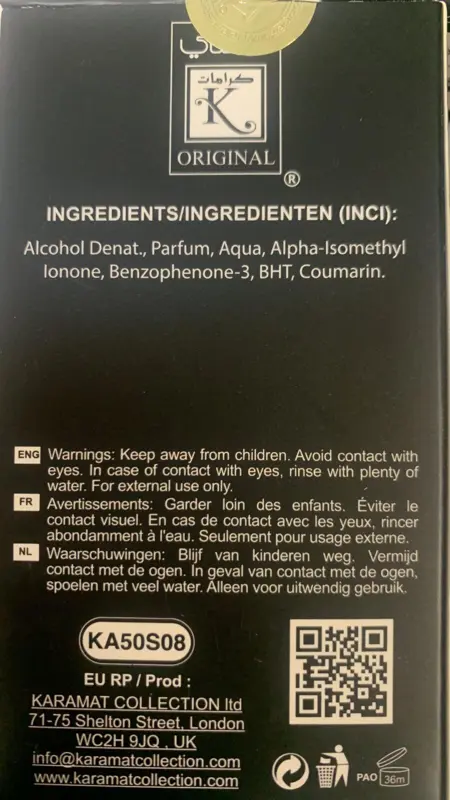 كرامات
K
ORIGINAL
®
INGREDIENTS/INGREDIENTEN (INCI):
Alcohol Denat., Parfum, Aqua, Alpha-Isomethyl
Ionone, Benzophenone-3, BHT, Coumarin.
ENG Warnings: Keep away from children. Avoid contact with
eyes. In case of contact with eyes, rinse with plenty of
water. For external use only.
FR Avertissements: Garder loin des enfants. Éviter le
contact visuel. En cas de contact avec les yeux, rincer
abondamment à l'eau. Seulement pour usage externe.
NL Waarschuwingen: Blijf van kinderen weg. Vermijd
contact met de ogen. In geval van contact met de ogen,
spoelen met veel water. Alleen voor uitwendig gebruik.
KA50S08
EU RP / Prod :
KARAMAT COLLECTION ltd
71-75 Shelton Street, London
WC2H 9JQ . UK
info@karamatcollection.com
www.karamatcollection.com
PAO 36m